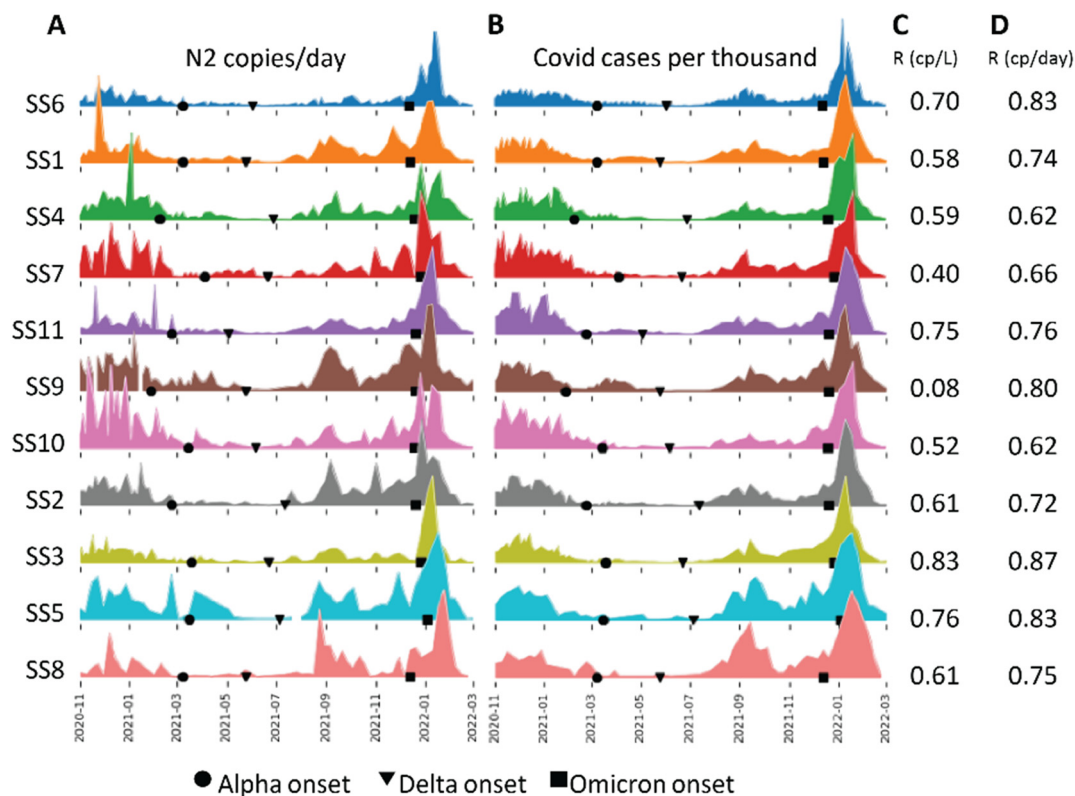 A
B
C
D
N2 copies/day
Covid cases per thousand
R (cp/L)
R (cp/day)
SS6 0.70 0.83
SS1 0.58 0.74
SS4 0.59 0.62
SS7 0.40 0.66
SS11 0.75 0.76
SS9 0.08 0.80
SS10 0.52 0.62
SS2 0.61 0.72
SS3 0.83 0.87
SS5 0.76 0.83
SS8 0.61 0.75
2020-11 2021-01 2021-03 2021-05 2021-07 2021-09 2021-11 2022-01 2022-03 2020-11 2021-01 2021-03 2021-05 2021-07 2021-09 2021-11 2022-01 2022-03
Alpha onset Delta onset Omicron onset